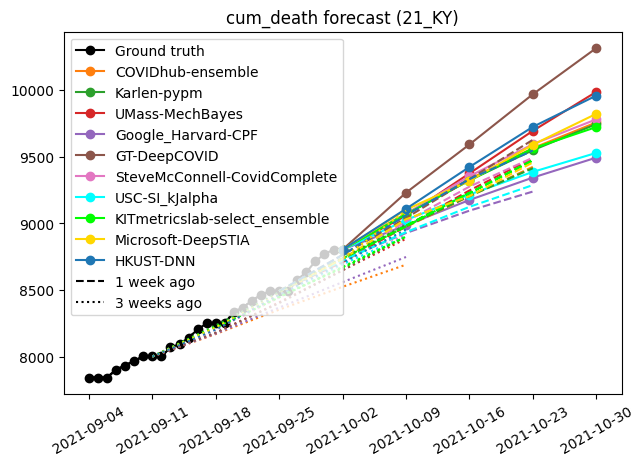 cum_death forecast (21_KY)
Ground truth
COVIDhub-ensemble
Karlen-pypm
UMass-MechBayes
Google_Harvard-CPF
GT-DeepCOVID
SteveMcConnell-CovidComplete
USC-SI_kJalpha
KITmetricslab-select_ensemble
Microsoft-DeepSTIA
HKUST-DNN
1 week ago
3 weeks ago
10000
9500
9000
8500
8000
2021-09-04
2021-09-11
2021-09-18
2021-09-25
2021-10-02
2021-10-09
2021-10-16
2021-10-23
2021-10-30